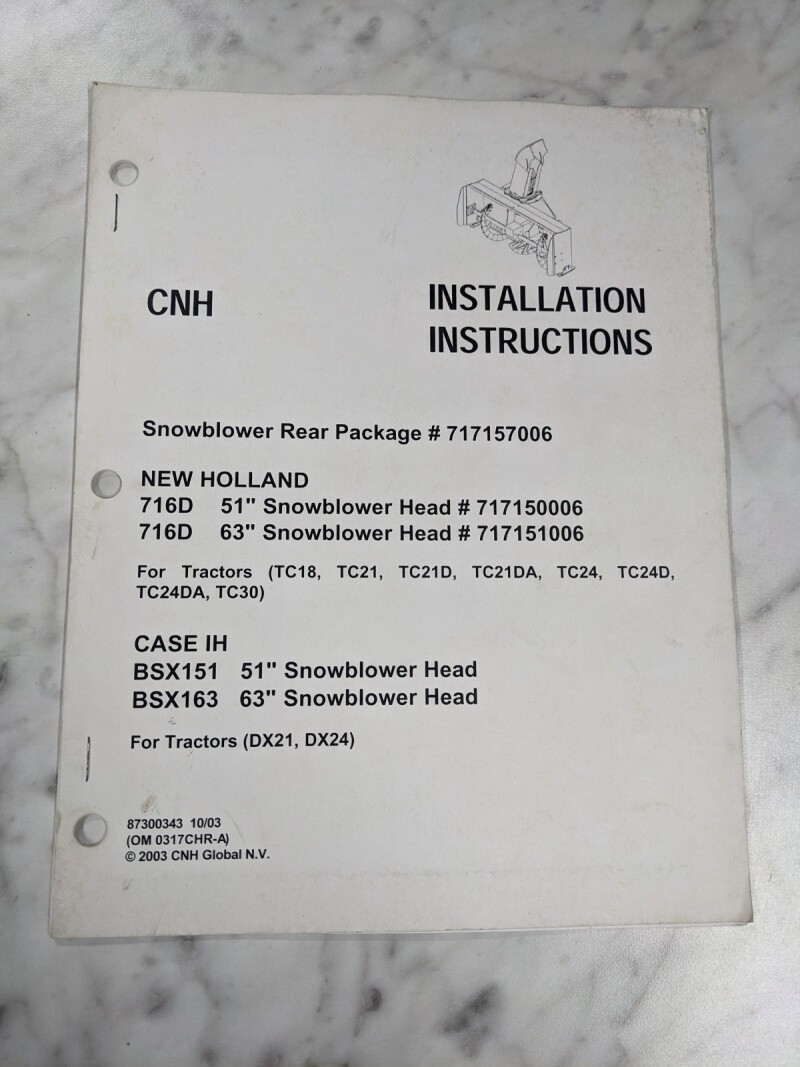 CNH
INSTALLATION
INSTRUCTIONS
Snowblower Rear Package # 717157006
NEW HOLLAND
716D 51" Snowblower Head # 717150006
716D 63" Snowblower Head # 717151006
For Tractors (TC18, TC21, TC21D, TC21DA, TC24, TC24D,
TC24DA, TC30)
CASE IH
BSX151 51" Snowblower Head
BSX163 63" Snowblower Head
For Tractors (DX21, DX24)
87300343 10/03
(OM 0317CHR-A)
© 2003 CNH Global N.V.